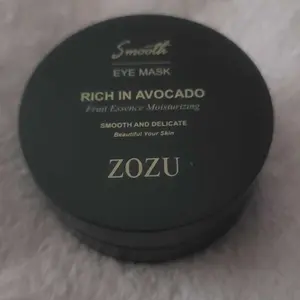 Smooth
EYE MASK
RICH IN AVOCADO
Fruit Essence Moisturizing
SMOOTH AND DELICATE
Beautiful Your Skin
ZOZU